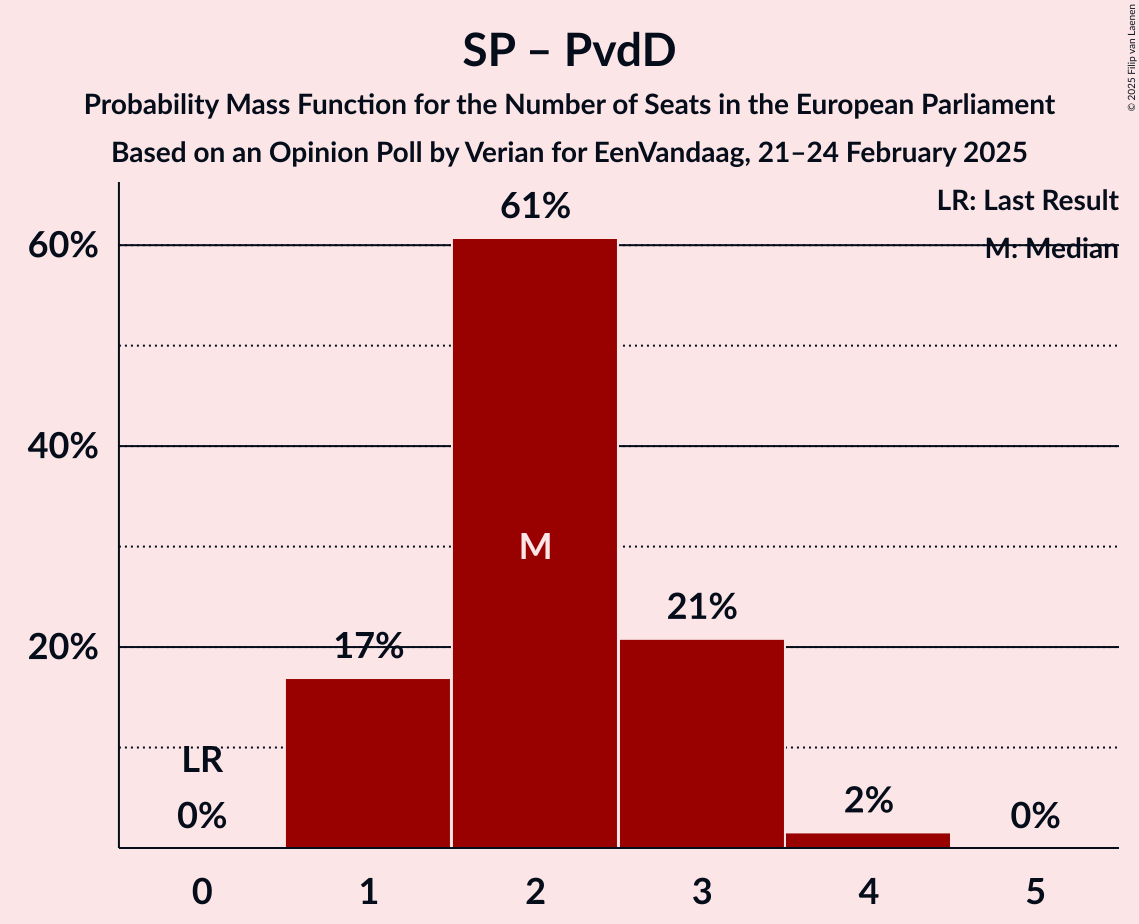 SP – PvdD
Probability Mass Function for the Number of Seats in the European Parliament
Based on an Opinion Poll by Verian for EenVandaag, 21–24 February 2025
© 2025 Filip van Laenen
LR: Last Result
M: Median
60%
40%
20%
61%
M
21%
17%
LR
0%
2%
0%
0
1
2
3
4
5